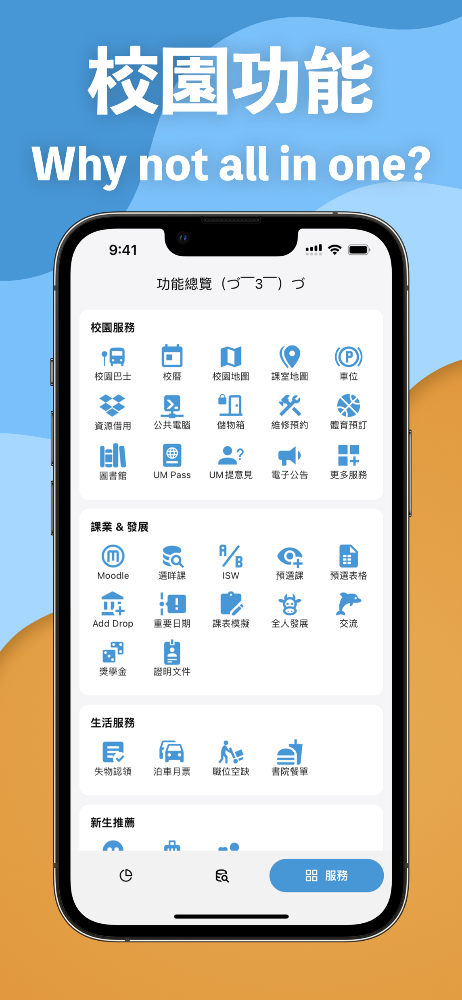 校園功能
Why not all in one?
9:41
功能總覽（づ￣3￣）づ
校園服務
校園巴士 校曆 校園地圖 課室地圖 車位
資源借用 公共電腦 儲物箱 維修預約 體育預訂
圖書館 UM Pass UM提意見 電子公告 更多服務
課業 & 發展
Moodle 選咩課 ISW 預選課 預選表格
Add Drop 重要日期 課表模擬 全人發展 交流
獎學金 證明文件
生活服務
失物認領 泊車月票 職位空缺 書院餐單
新生推薦
服務